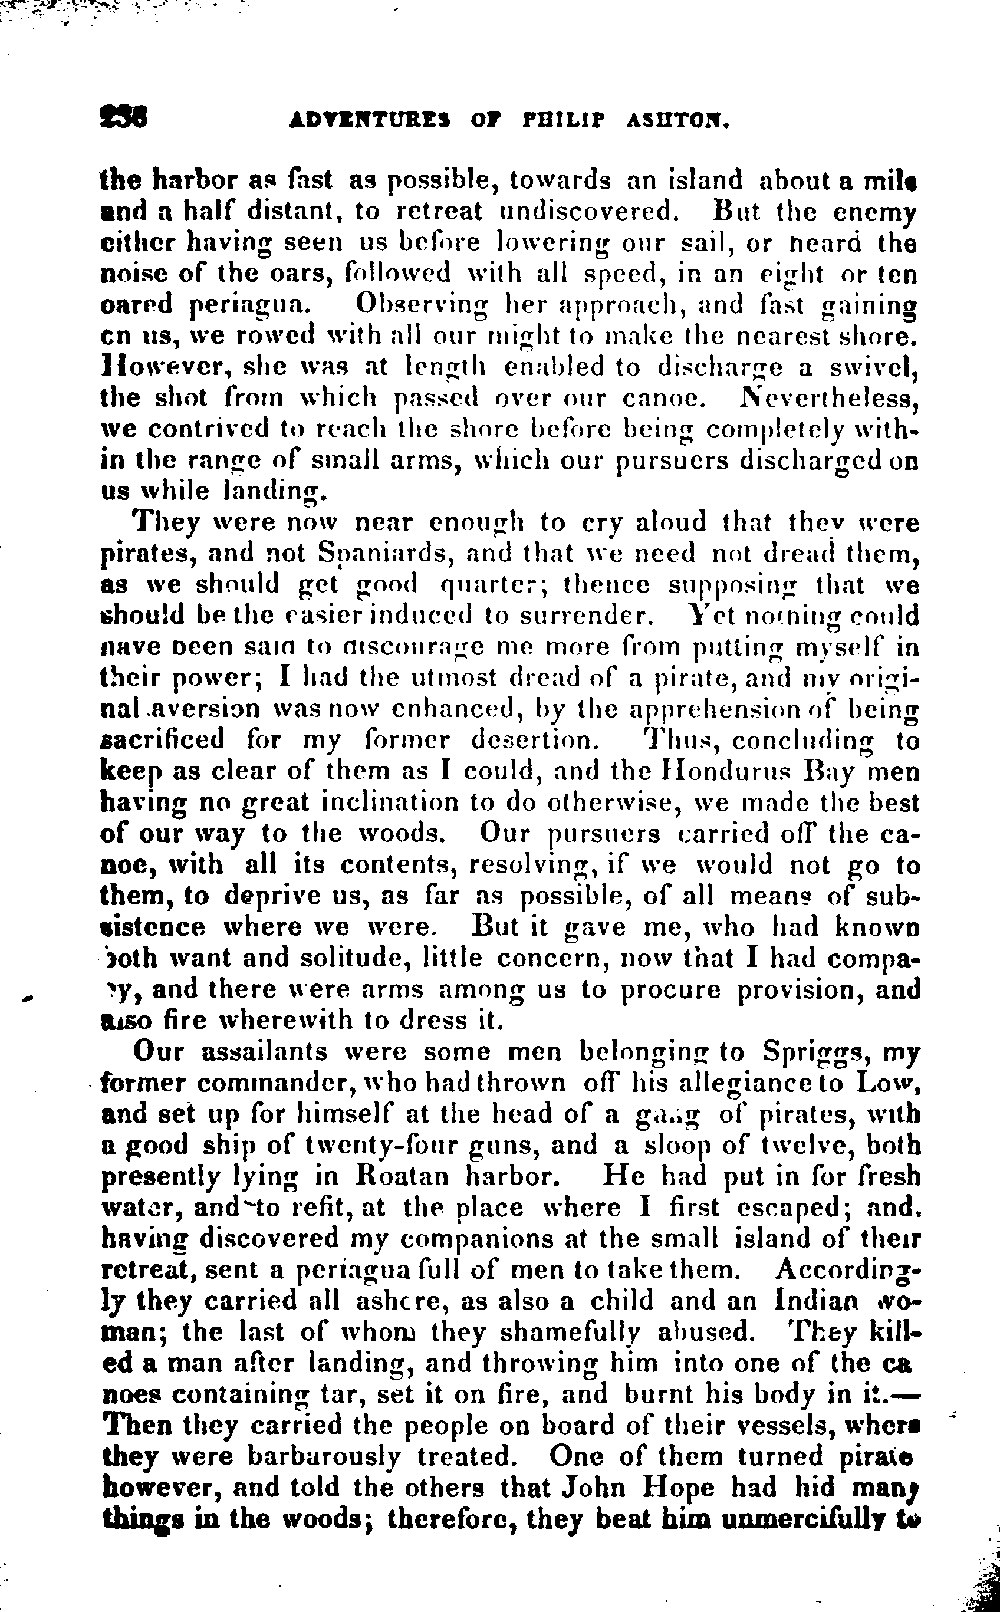 236 ADVENTURES OF PHILIP ASHTON.
the harbor as fast as possible, towards an island about a mile
and a half distant, to retreat undiscovered. But the enemy
either having seen us before lowering our sail, or heard the
noise of the oars, followed with all speed, in an eight or ten
oared periagua. Observing her approach, and fast gaining
on us, we rowed with all our might to make the nearest shore.
However, she was at length enabled to discharge a swivel,
the shot from which passed over our canoe. Nevertheless,
we contrived to reach the shore before being completely with-
in the range of small arms, which our pursuers discharged on
us while landing.
They were now near enough to cry aloud that they were
pirates, and not Spaniards, and that we need not dread them,
as we should get good quarter; thence supposing that we
should be the easier induced to surrender. Yet nothing could
have been said to discourage me more from putting myself in
their power; I had the utmost dread of a pirate, and my origi-
nal aversion was now enhanced, by the apprehension of being
sacrificed for my former desertion. Thus, concluding to
keep as clear of them as I could, and the Hondurus Bay men
having no great inclination to do otherwise, we made the best
of our way to the woods. Our pursuers carried off the ca-
noe, with all its contents, resolving, if we would not go to
them, to deprive us, as far as possible, of all means of sub-
sistence where we were. But it gave me, who had known
both want and solitude, little concern, now that I had compa-
ny, and there were arms among us to procure provision, and
also fire wherewith to dress it.
Our assailants were some men belonging to Spriggs, my
former commander, who had thrown off his allegiance to Low,
and set up for himself at the head of a gang of pirates, with
a good ship of twenty-four guns, and a sloop of twelve, both
presently lying in Roatan harbor. He had put in for fresh
water, and to refit, at the place where I first escaped; and,
having discovered my companions at the small island of their
retreat, sent a periagua full of men to take them. According-
ly they carried all ashore, as also a child and an Indian wo-
man; the last of whom they shamefully abused. They kill-
ed a man after landing, and throwing him into one of the ca
noes containing tar, set it on fire, and burnt his body in it.—
Then they carried the people on board of their vessels, where
they were barbarously treated. One of them turned pirate
however, and told the others that John Hope had hid many
things in the woods; therefore, they beat him unmercifully to